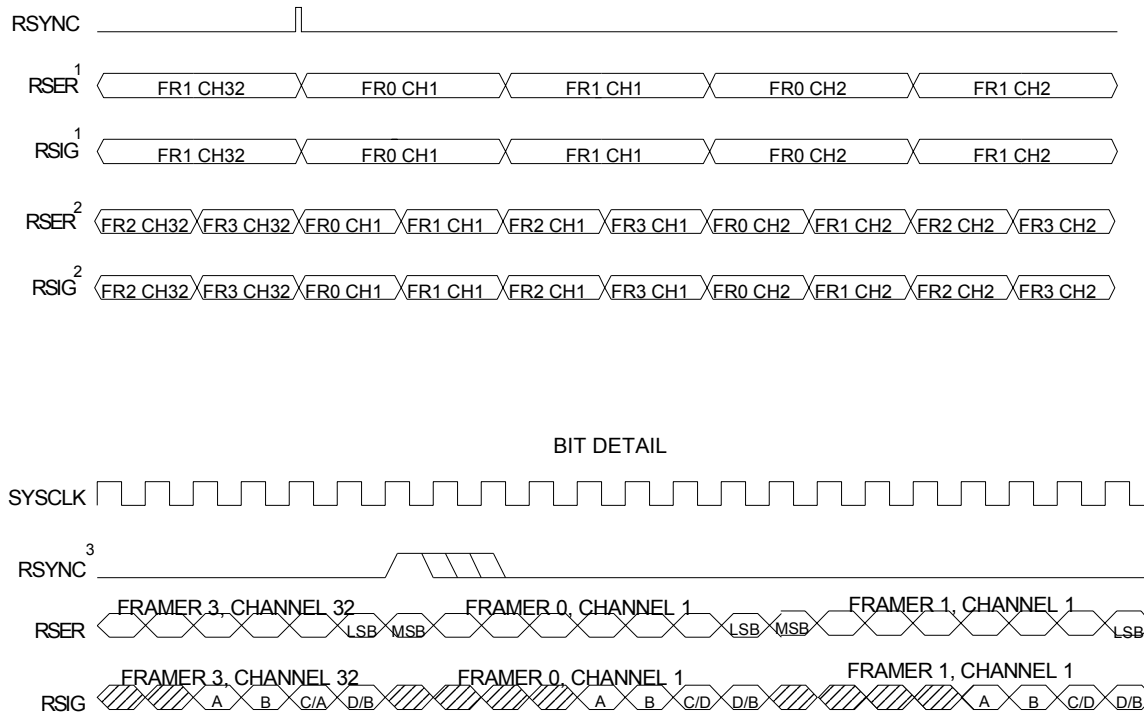 RSYNC
RSER1 FR1 CH32 FR0 CH1 FR1 CH1 FR0 CH2 FR1 CH2
RSIG1 FR1 CH32 FR0 CH1 FR1 CH1 FR0 CH2 FR1 CH2
RSER2 FR2 CH32 FR3 CH32 FR0 CH1 FR1 CH1 FR2 CH1 FR3 CH1 FR0 CH2 FR1 CH2 FR2 CH2 FR3 CH2
RSIG2 FR2 CH32 FR3 CH32 FR0 CH1 FR1 CH1 FR2 CH1 FR3 CH1 FR0 CH2 FR1 CH2 FR2 CH2 FR3 CH2
BIT DETAIL
SYSCLK
RSYNC3
FRAMER 3, CHANNEL 32 FRAMER 0, CHANNEL 1 FRAMER 1, CHANNEL 1
RSER LSB MSB LSB MSB LSB
FRAMER 3, CHANNEL 32 FRAMER 0, CHANNEL 1 FRAMER 1, CHANNEL 1
RSIG A B C/A D/B A B C/D D/B A B C/D D/B